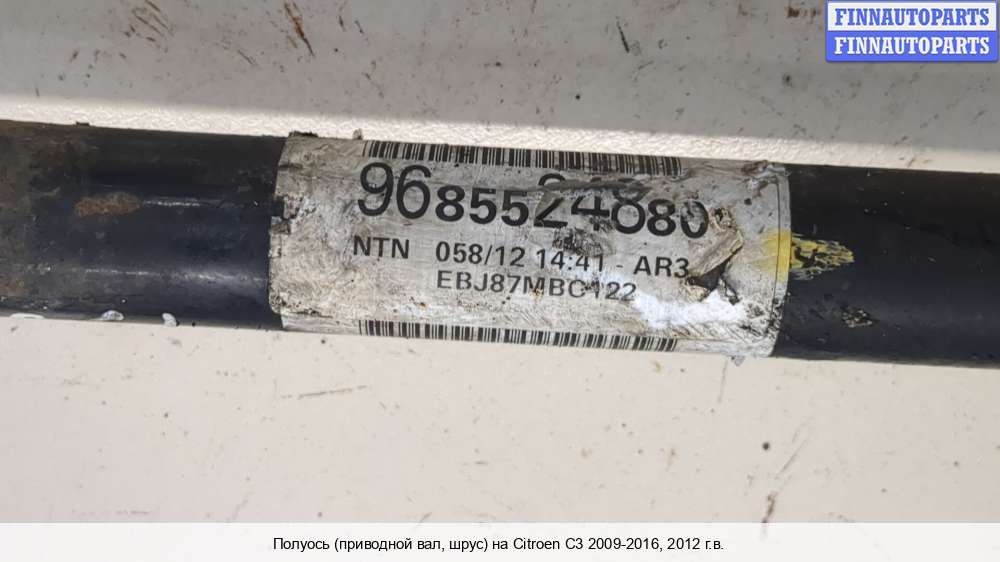 FINNAUTOPARTS
FINNAUTOPARTS
9685524880
NTN 058/12 14:41 - AR3
EBJ87MBC122
Полуось (приводной вал, шрус) на Citroen C3 2009-2016, 2012 г.в.